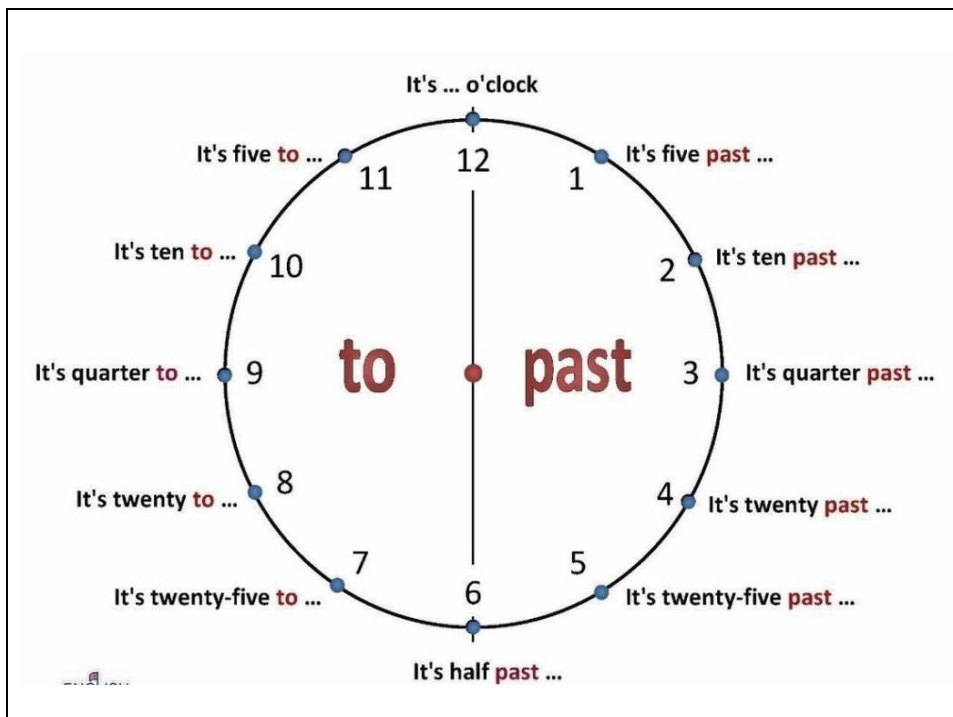 It's ... o'clock
It's five to ...
11
12
1
It's five past ...
It's ten to ...
10
2
It's ten past ...
It's quarter to ...
9
to
past
3
It's quarter past ...
It's twenty to ...
8
4
It's twenty past ...
It's twenty-five to ...
7
6
5
It's twenty-five past ...
It's half past ...